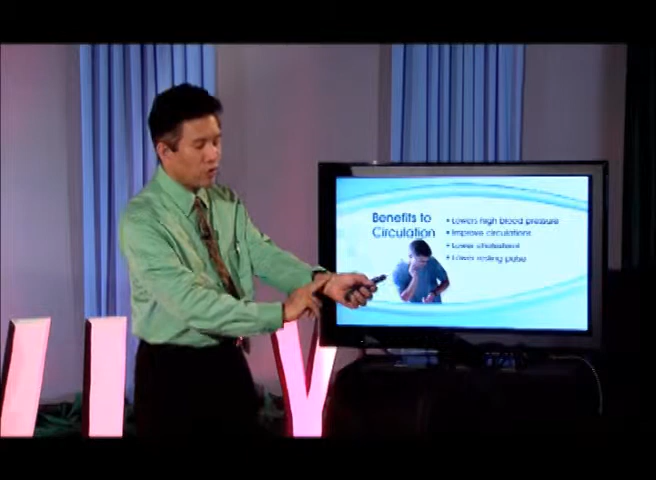 Benefits to
Circulation
• Lowers high blood pressure
• Improve circulations
• Lower cholesterol
• Lower resting pulse